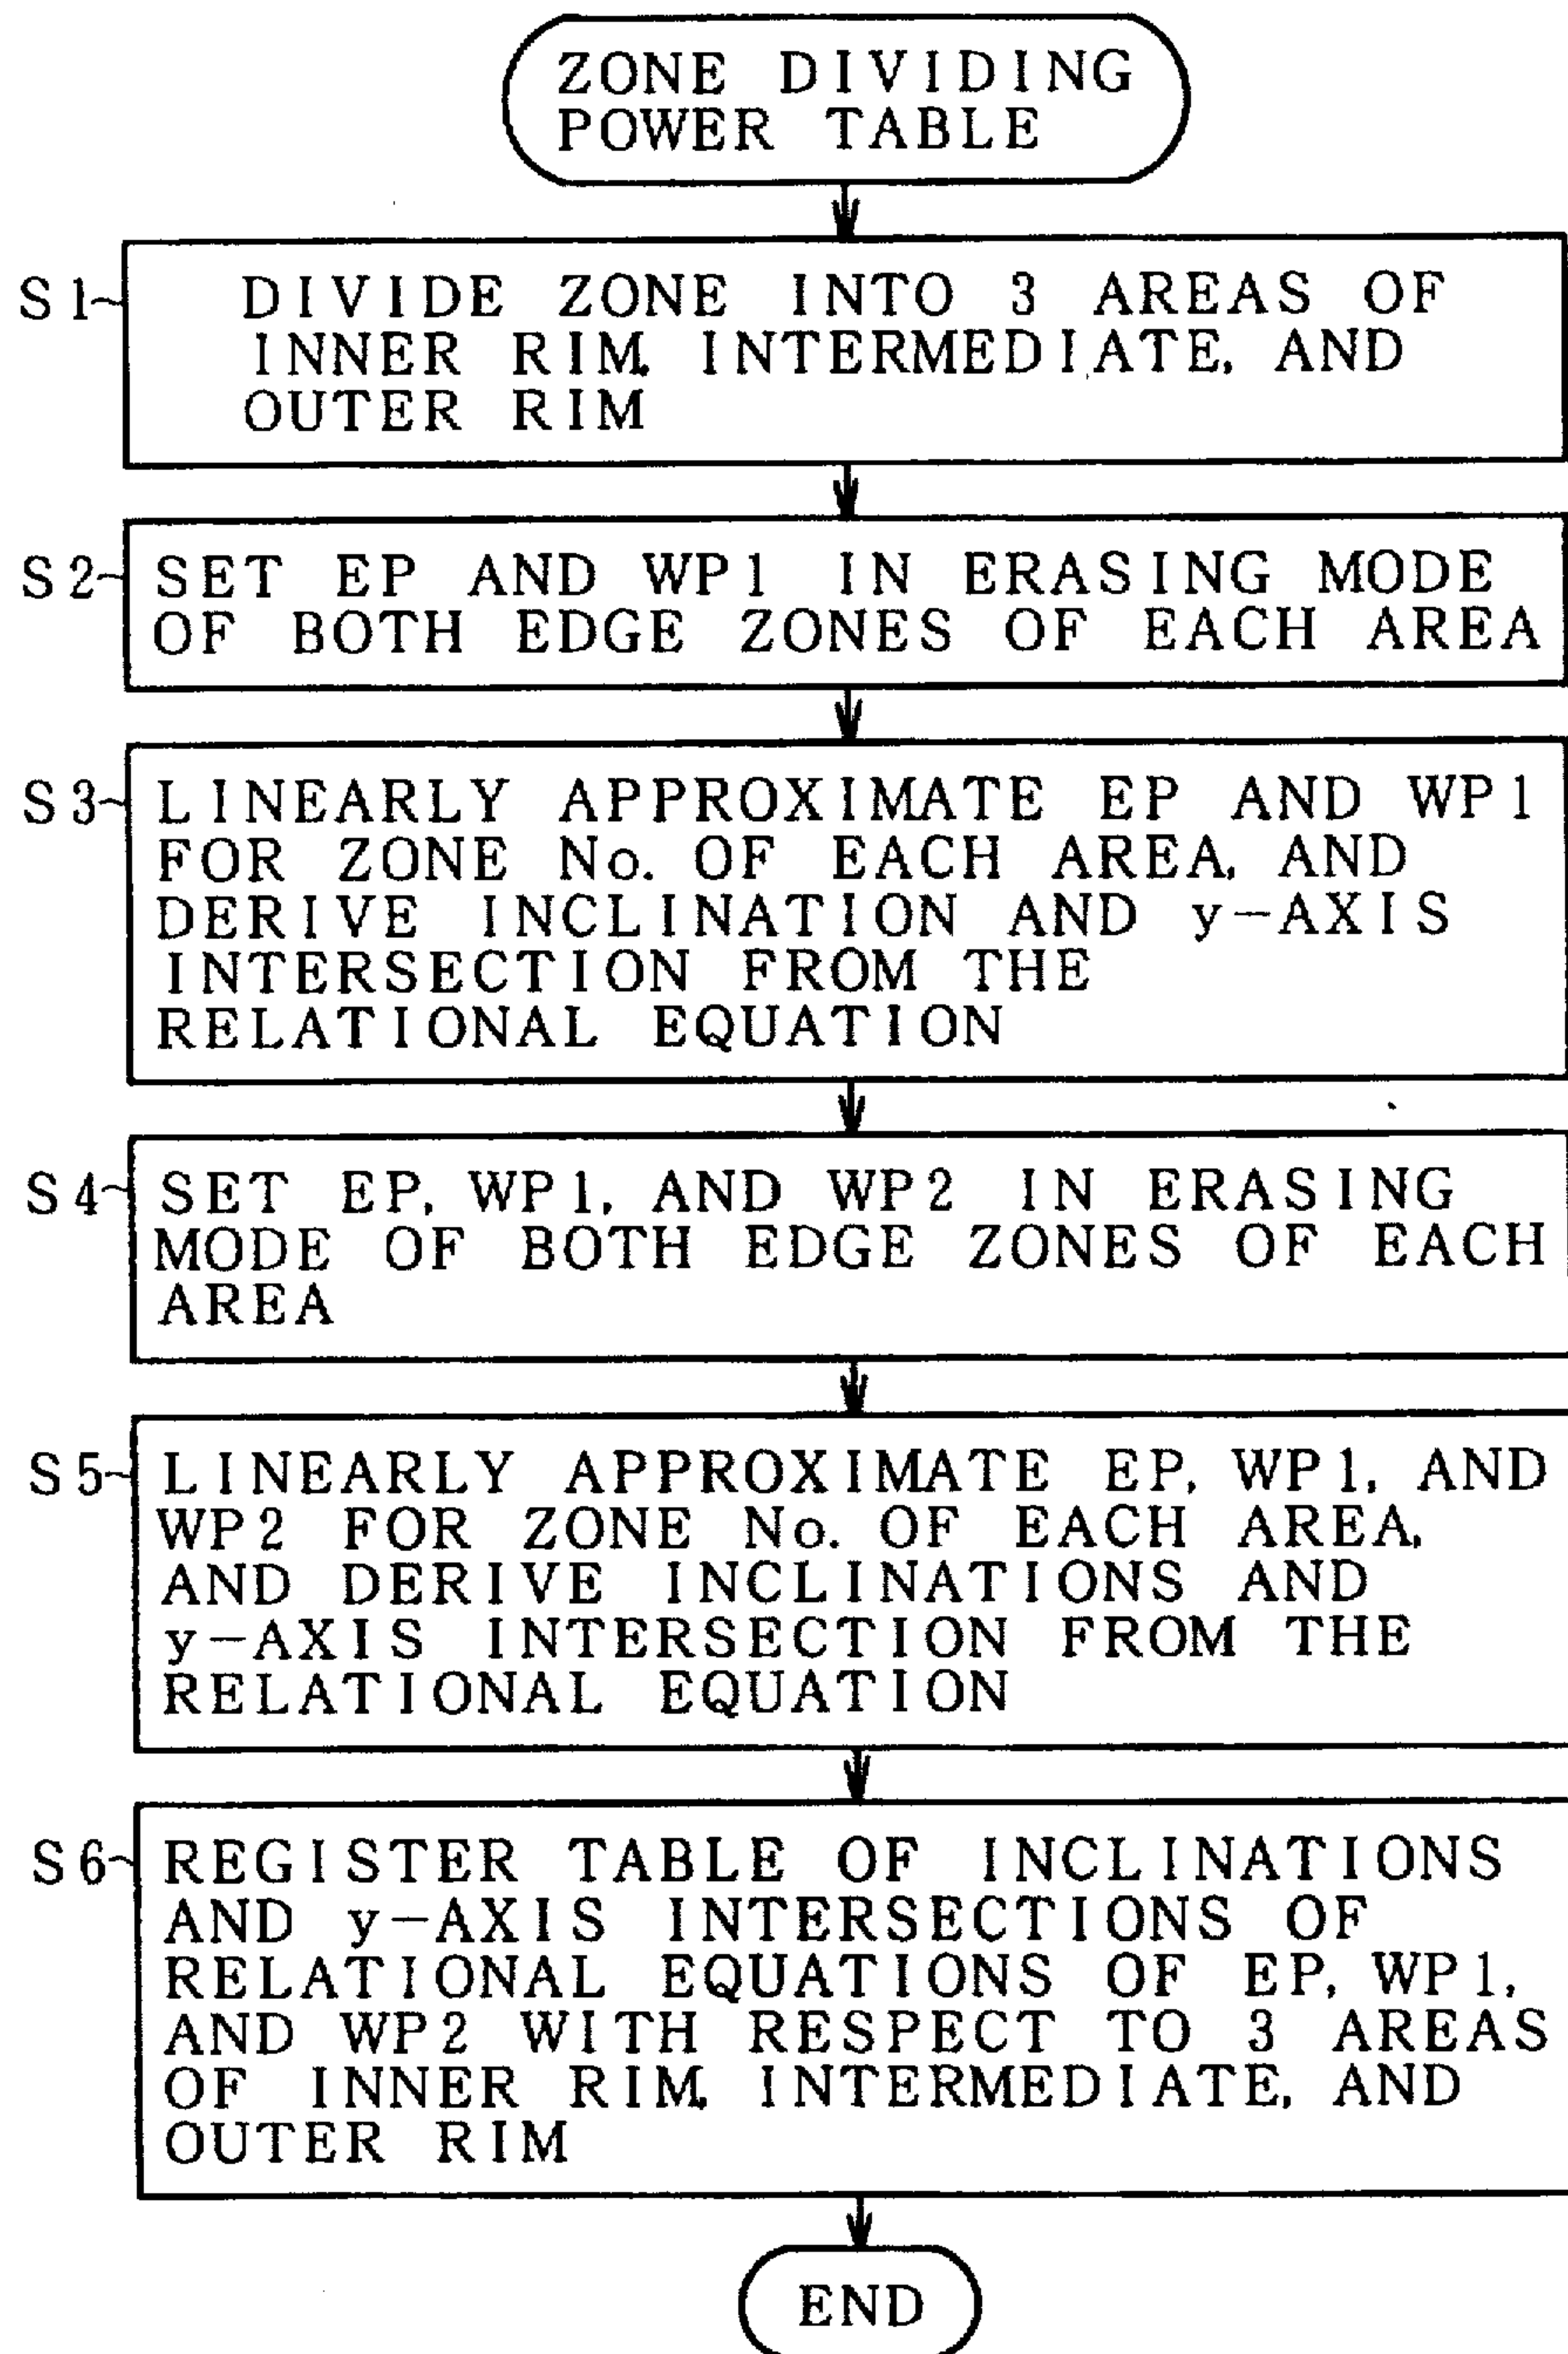 ZONE DIVIDING
POWER TABLE
S1
DIVIDE ZONE INTO 3 AREAS OF
INNER RIM, INTERMEDIATE, AND
OUTER RIM
S2
SET EP AND WP1 IN ERASING MODE
OF BOTH EDGE ZONES OF EACH AREA
S3
LINEARLY APPROXIMATE EP AND WP1
FOR ZONE No. OF EACH AREA, AND
DERIVE INCLINATION AND y-AXIS
INTERSECTION FROM THE
RELATIONAL EQUATION
S4
SET EP, WP1, AND WP2 IN ERASING
MODE OF BOTH EDGE ZONES OF EACH
AREA
S5
LINEARLY APPROXIMATE EP, WP1, AND
WP2 FOR ZONE No. OF EACH AREA,
AND DERIVE INCLINATIONS AND
y-AXIS INTERSECTION FROM THE
RELATIONAL EQUATION
S6
REGISTER TABLE OF INCLINATIONS
AND y-AXIS INTERSECTIONS OF
RELATIONAL EQUATIONS OF EP, WP1,
AND WP2 WITH RESPECT TO 3 AREAS
OF INNER RIM, INTERMEDIATE, AND
OUTER RIM
END